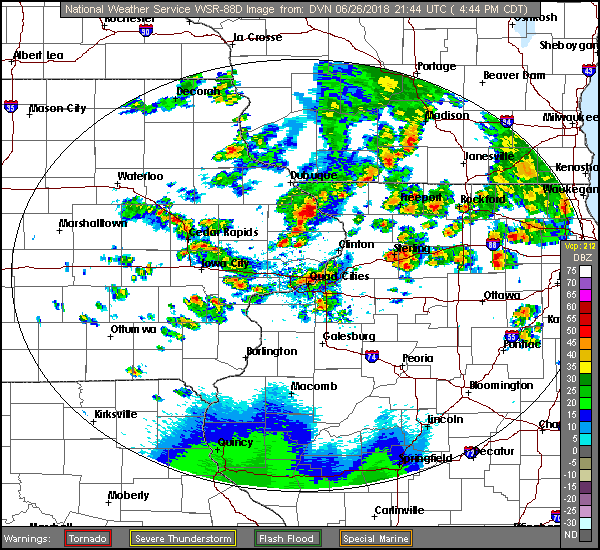 National Weather Service WSR-88D Image from: DVN 06/26/2018 21:44 UTC ( 4:44 PM CDT)
Rochester
90
La Crosse
Oshkosh
Sheboygan
Albert Lea
Portage
43
Beaver Dam
Decorah
35
Mason City
Madison
94
Milwaukee
Janesville
Kenosha
Dubuque
Waterloo
Waukegan
Freeport
Rockford
Marshalltown
Cedar Rapids
Clinton
Sterling
88
Vcp: 212
DBZ
Iowa City
Quad Cities
75
70
65
60
55
50
45
40
35
30
25
20
15
10
5
0
-5
-10
-15
-20
-25
-30
ND
Ottawa
Ottumwa
Galesburg
55
Pontiac
Burlington
74
Peoria
Macomb
Bloomington
Kirksville
Lincoln
Quincy
72
Decatur
Springfield
Moberly
Carlinville
Warnings:
Tornado
Severe Thunderstorm
Flash Flood
Special Marine